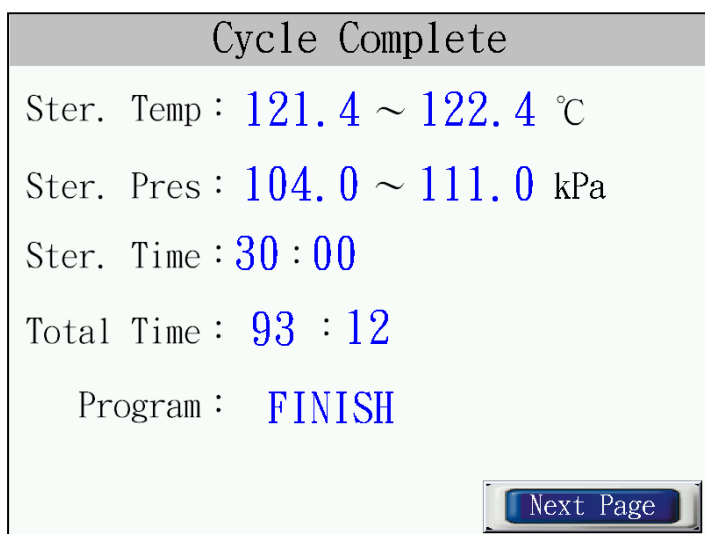 Cycle Complete
Ster. Temp: 121.4 ~ 122.4 ℃
Ster. Pres: 104.0 ~ 111.0 kPa
Ster. Time:30:00
Total Time: 93 :12
Program: FINISH
Next Page